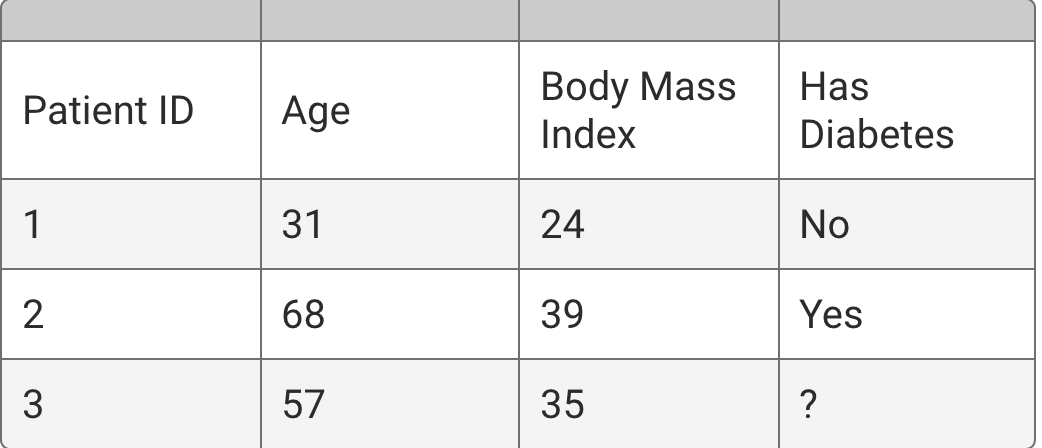 Patient ID Age Body Mass Index Has Diabetes
1 31 24 No
2 68 39 Yes
3 57 35 ?